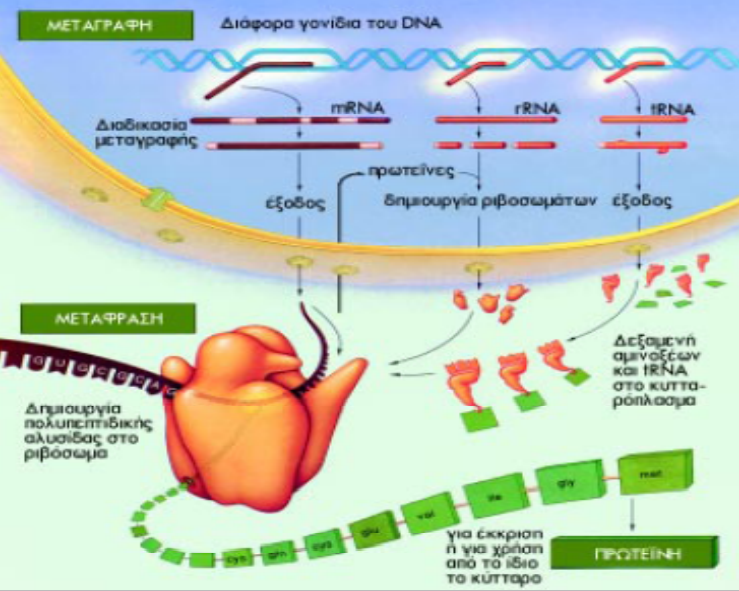 ΜΕΤΑΓΡΑΦΗ
Διάφορα γονίδια του DNA
mRNA
rRNA
tRNA
Διαδικασία
μεταγραφής
πρωτεΐνες
έξοδος
δημιουργία ριβοσωμάτων
έξοδος
ΜΕΤΑΦΡΑΣΗ
G U G C G C A C
Δεξαμενή
αμινοξέων
και tRNA
στο κυττα-
ρόπλασμα
Δημιουργία
πολυπεπτιδικής
αλυσίδας στο
ριβόσωμα
cys
gln
cys
glu
val
ile
gly
met
για έκκριση
ή για χρήση
από το ίδιο
το κύτταρο
ΠΡΩΤΕΪΝΗ